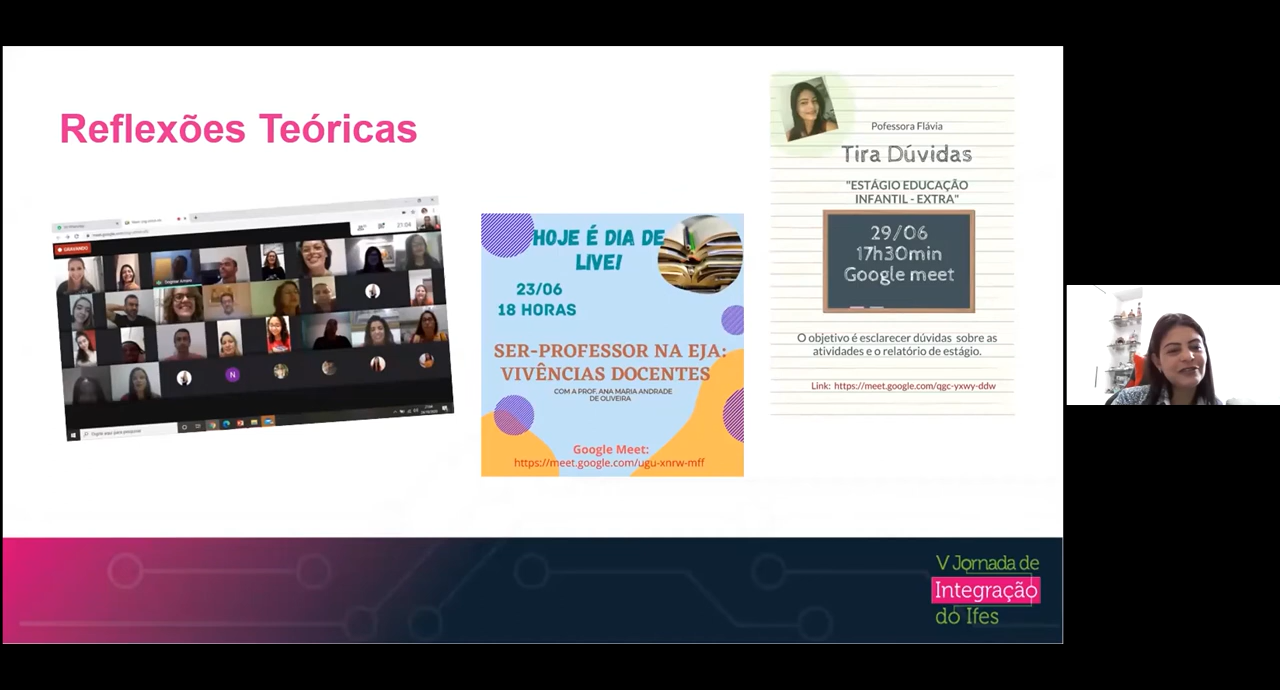 Reflexões Teóricas
GRAVANDO
21:04
HOJE É DIA DE
LIVE!
23/06
18 HORAS
SER-PROFESSOR NA EJA:
VIVÊNCIAS DOCENTES
COM A PROF. ANA MARIA ANDRADE
DE OLIVEIRA
Google Meet:
https://meet.google.com/ugu-xnrw-mff
Pofessora Flávia
Tira Dúvidas
"ESTÁGIO EDUCAÇÃO
INFANTIL - EXTRA"
29/06
17h30min
Google meet
O objetivo é esclarecer dúvidas sobre as
atividades e o relatório de estágio.
Link: https://meet.google.com/qgc-yxwy-ddw
N
V Jornada de
Integração
do Ifes